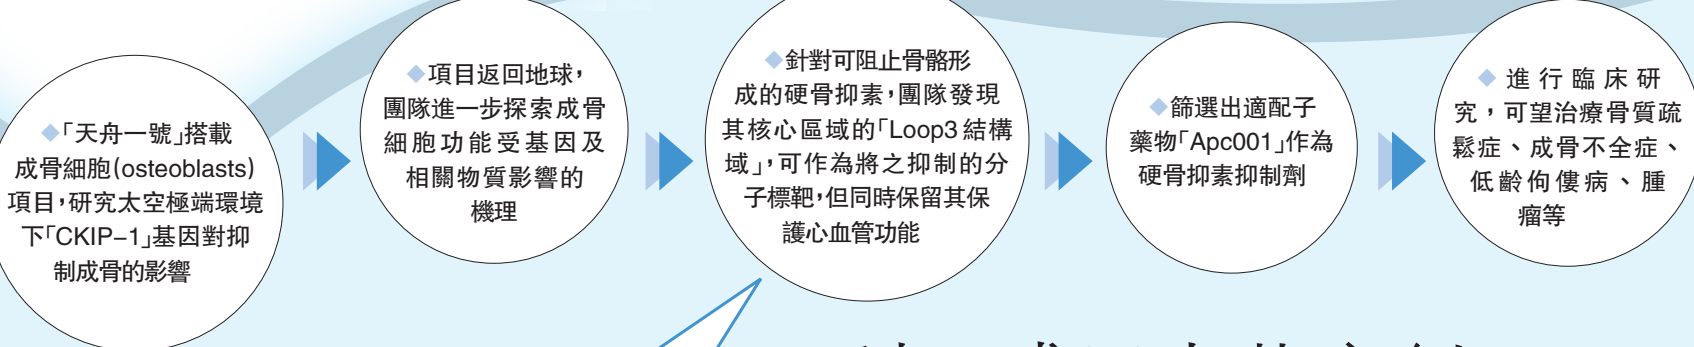 ◆「天舟一號」搭載
成骨細胞(osteoblasts)
項目，研究太空極端環境
下「CKIP–1」基因對抑
制成骨的影響
◆項目返回地球，
團隊進一步探索成骨
細胞功能受基因及
相關物質影響的
機理
◆針對可阻止骨骼形
成的硬骨抑素，團隊發現
其核心區域的「Loop3 結構
域」，可作為將之抑制的分
子標靶，但同時保留其保
護心血管功能
◆篩選出適配子
藥物「Apc001」作為
硬骨抑素抑制劑
◆進行臨床研
究，可望治療骨質疏
鬆症、成骨不全症、
低齡佝僂病、腫
瘤等